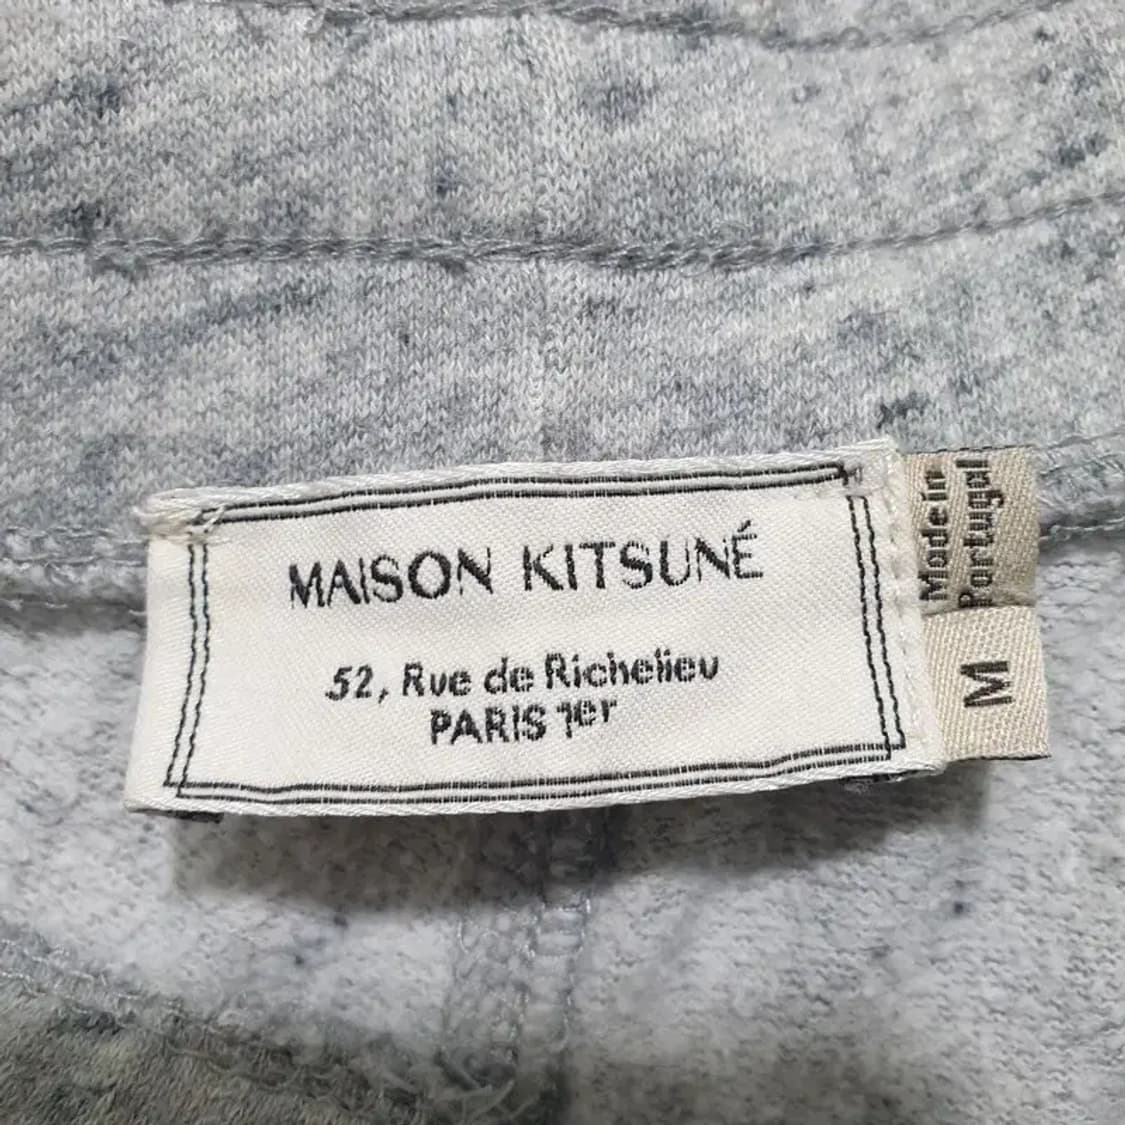 MAISON KITSUNÉ
52, Rue de Richelieu
PARIS 1er
Made in
Portugal
M